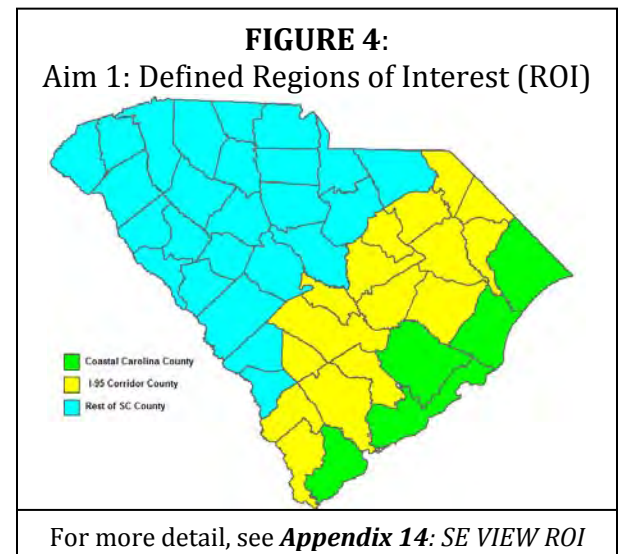 FIGURE 4:
Aim 1: Defined Regions of Interest (ROI)
Coastal Carolina County
I-95 Corridor County
Rest of SC County
For more detail, see Appendix 14: SE VIEW ROI